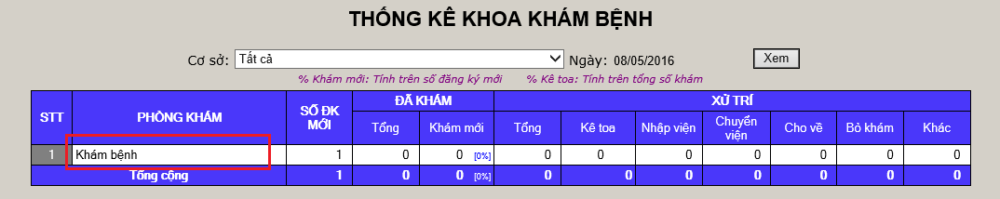 THỐNG KÊ KHOA KHÁM BỆNH
Cơ sở: Tất cả Ngày: 08/05/2016 Xem
% Khám mới: Tính trên số đăng ký mới % Kê toa: Tính trên tổng số khám
STT PHÒNG KHÁM SỐ ĐK MỚI ĐÃ KHÁM XỬ TRÍ
Tổng Khám mới Tổng Kê toa Nhập viện Chuyển viện Cho về Bỏ khám Khác
1 Khám bệnh 1 0 0 [0%] 0 0 0 0 0 0 0
Tổng cộng 1 0 0 [0%] 0 0 0 0 0 0 0